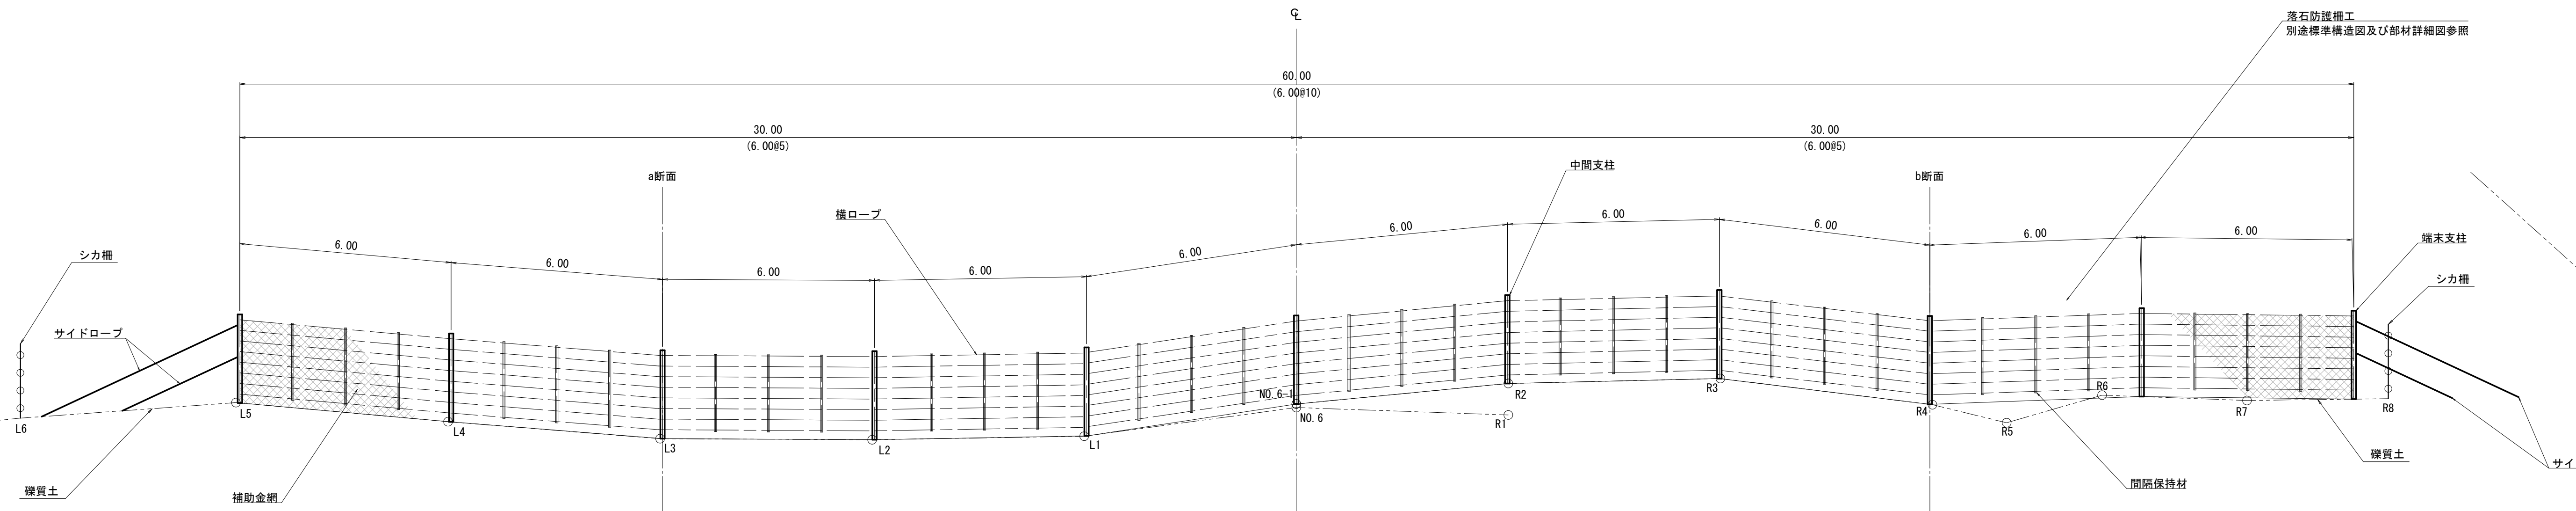 ℄
落石防護柵工
別途標準構造図及び部材詳細図参照
60.00
(6.00@10)
30.00
(6.00@5)
30.00
(6.00@5)
a断面
b断面
中間支柱
横ロープ
6.00
6.00
6.00
6.00
6.00
6.00
6.00
6.00
6.00
6.00
シカ柵
サイドロープ
端末支柱
シカ柵
L6
L5
L4
L3
L2
L1
NO.6-1
NO.6
R1
R2
R3
R4
R5
R6
R7
R8
礫質土
補助金網
間隔保持材
礫質土
サイ